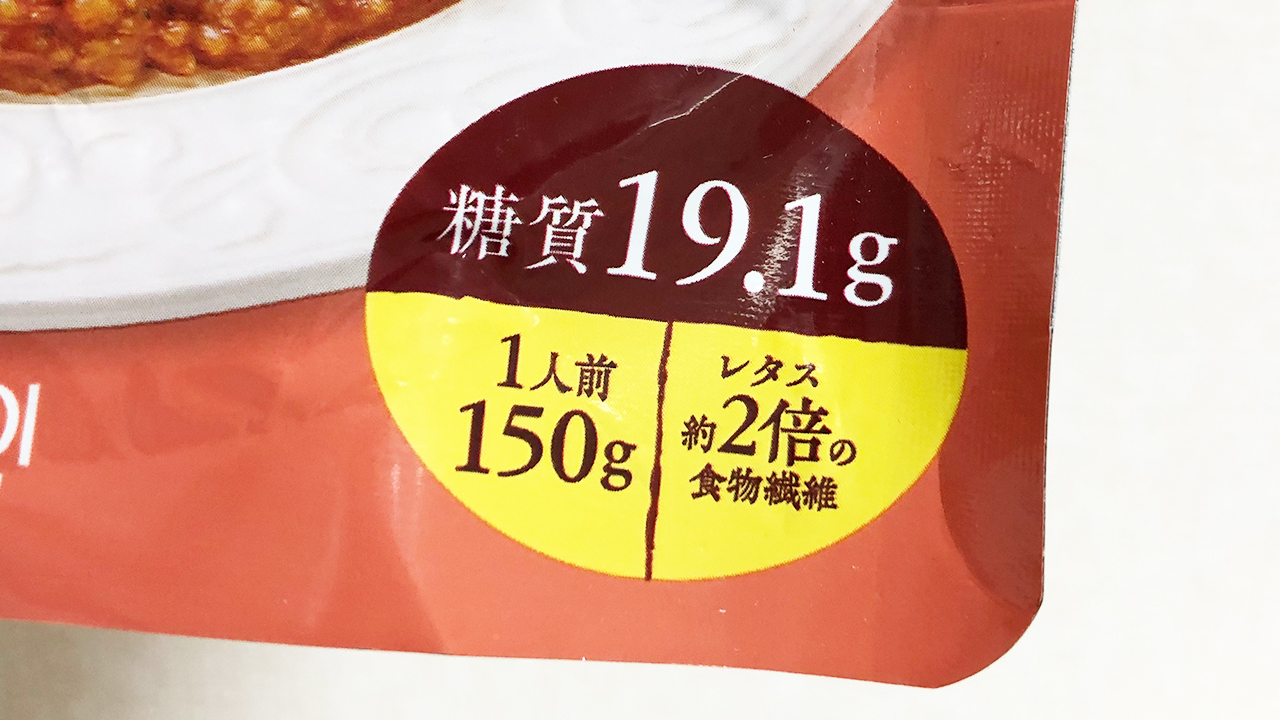 糖質19.1g
1人前
150g
レタス
約2倍の
食物繊維